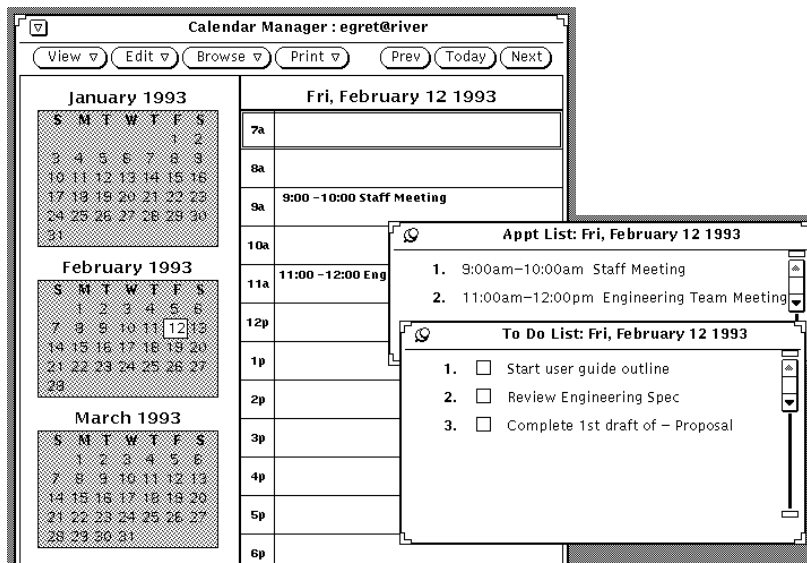 Calendar Manager : egret@river
View Edit Browse Print Prev Today Next
January 1993
S M T W T F S
1 2
3 4 5 6 7 8 9
10 11 12 13 14 15 16
17 18 19 20 21 22 23
24 25 26 27 28 29 30
31
February 1993
S M T W T F S
1 2 3 4 5 6
7 8 9 10 11 12 13
14 15 16 17 18 19 20
21 22 23 24 25 26 27
28
March 1993
S M T W T F S
1 2 3 4 5 6
7 8 9 10 11 12 13
14 15 16 17 18 19 20
21 22 23 24 25 26 27
28 29 30 31
Fri, February 12 1993
7a
8a
9a 9:00 –10:00 Staff Meeting
10a
11a 11:00 –12:00 Eng
12p
1p
2p
3p
4p
5p
6p
Appt List: Fri, February 12 1993
1. 9:00am–10:00am Staff Meeting
2. 11:00am–12:00pm Engineering Team Meeting
To Do List: Fri, February 12 1993
1. Start user guide outline
2. Review Engineering Spec
3. Complete 1st draft of – Proposal